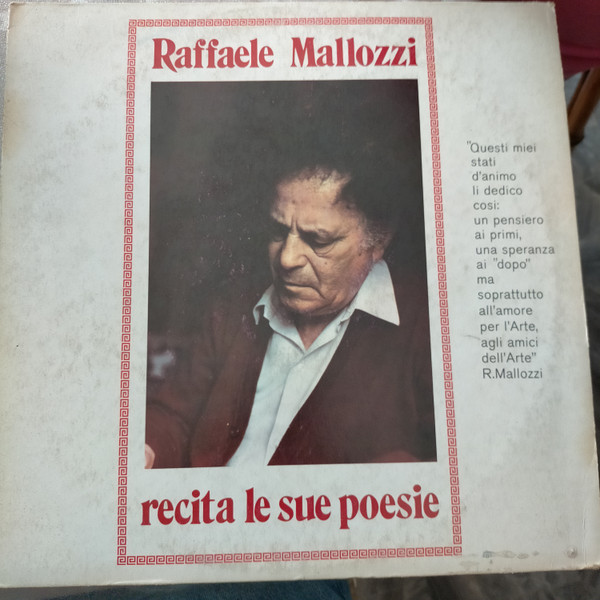 Raffaele Mallozzi
"Questi miei
stati
d'animo
li dedico
cosi:
un pensiero
ai primi,
una speranza
ai "dopo"
ma
soprattutto
all'amore
per l'Arte,
agli amici
dell'Arte"
R.Mallozzi
recita le sue poesie